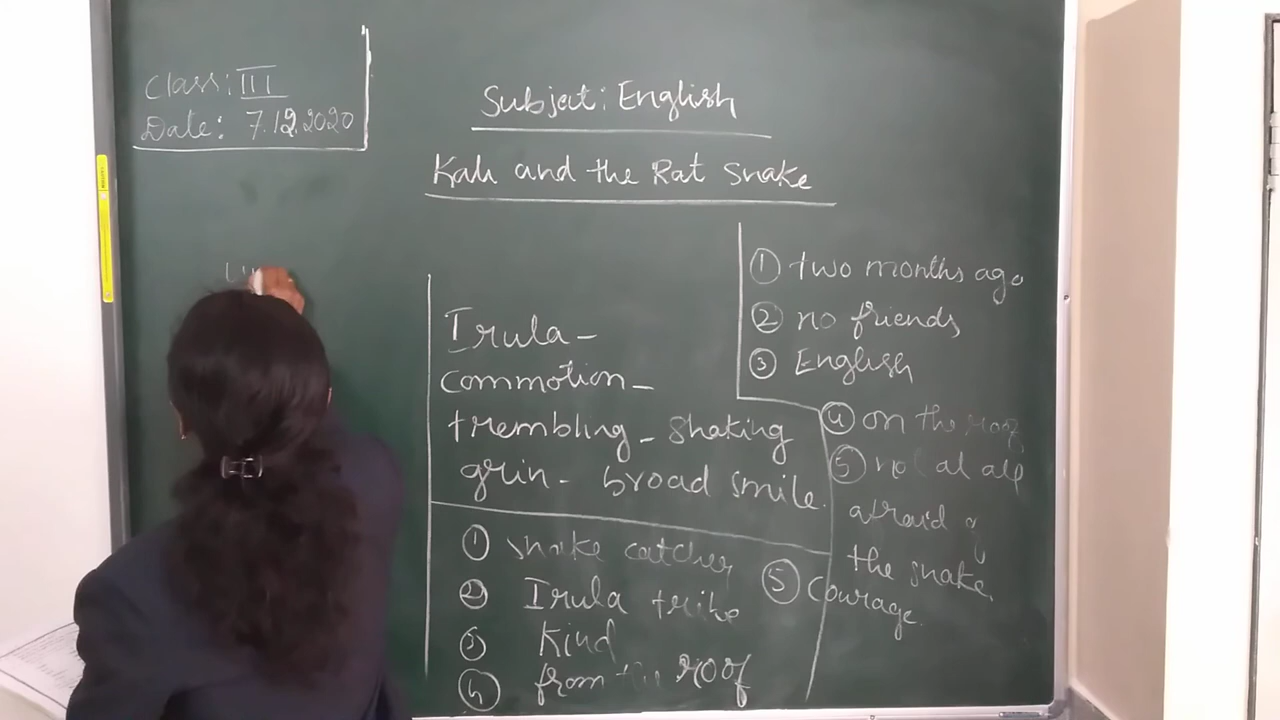 Class: III
Date: 7.12.2020
Subject: English
Kali and the Rat Snake
Irula -
commotion -
trembling - shaking
grin - broad smile.
① snake catcher
② Irula tribe
③ Kind
④ from the roof
① two months ago
② no friends
③ English
④ on the roof
⑤ not at all
afraid of
the snake.
⑤ Courage.